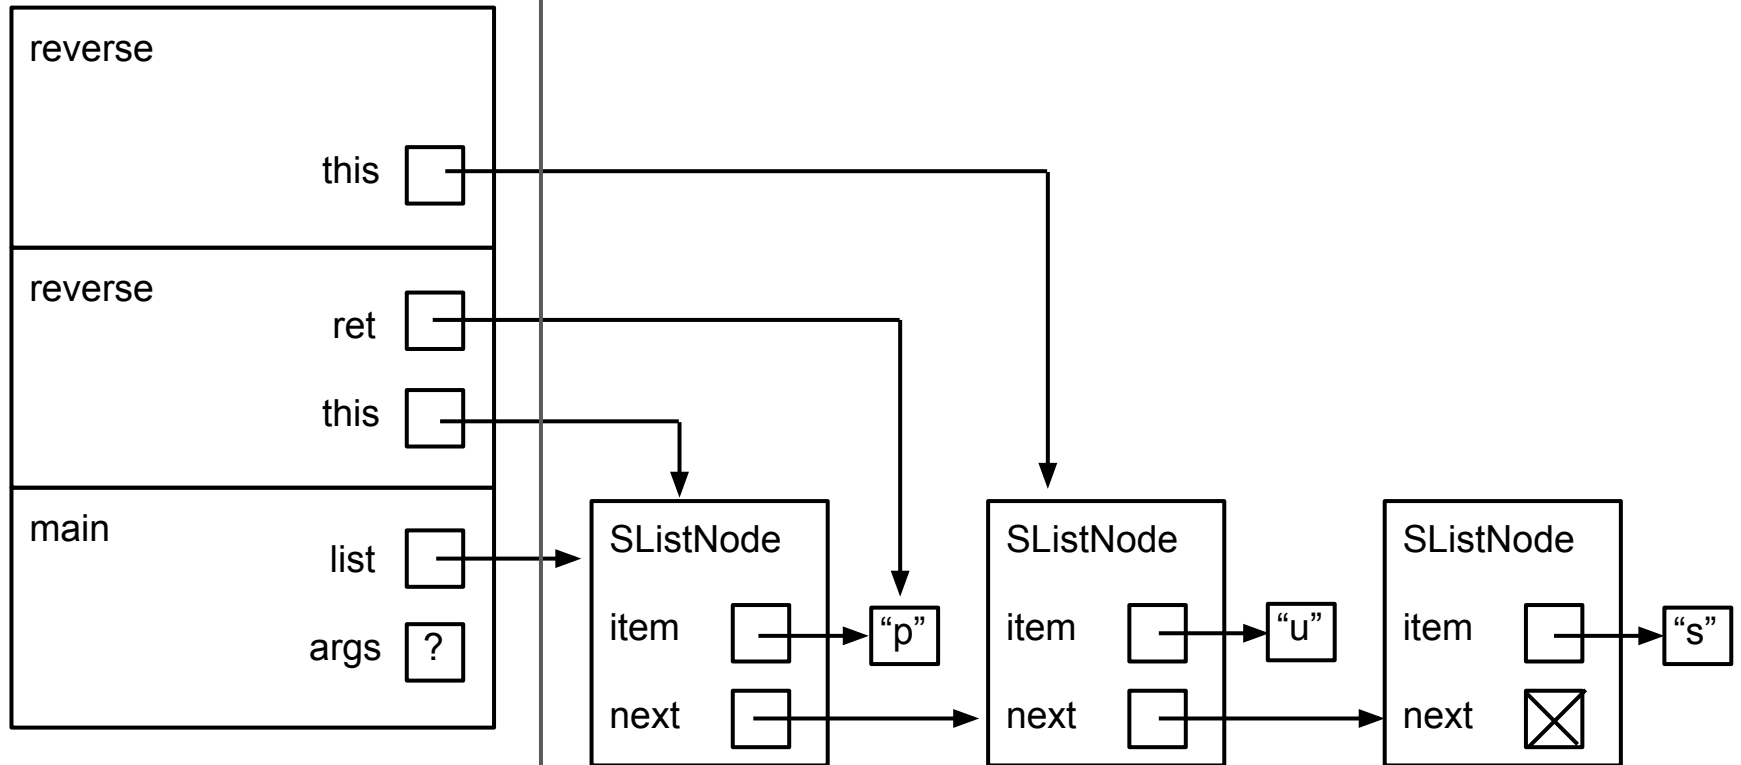 reverse
this
reverse
ret
this
main
list
args ?
SListNode
item “p”
next
SListNode
item “u”
next
SListNode
item “s”
next